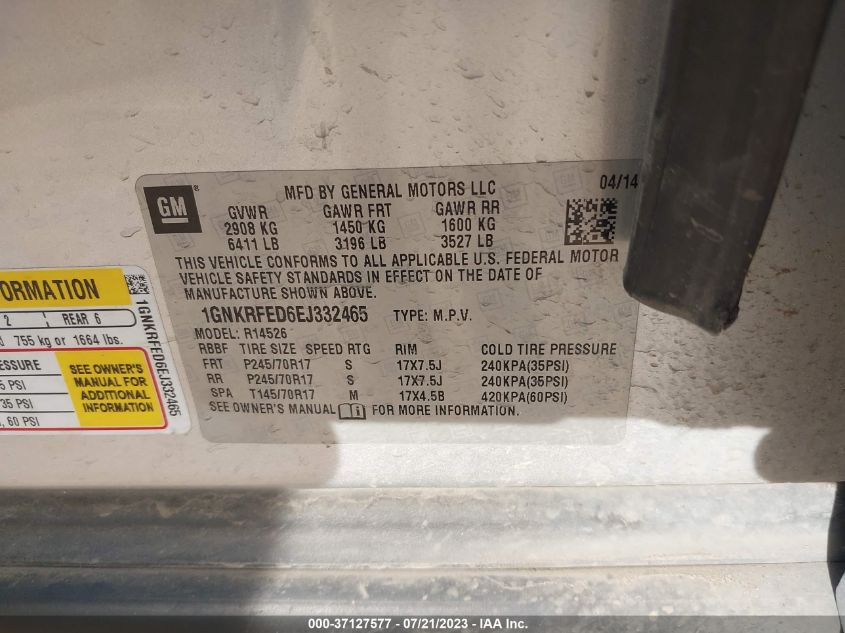 GM®
MFD BY GENERAL MOTORS LLC
04/14
GVWR GAWR FRT GAWR RR
2908 KG 1450 KG 1600 KG
6411 LB 3196 LB 3527 LB
THIS VEHICLE CONFORMS TO ALL APPLICABLE U.S. FEDERAL MOTOR
VEHICLE SAFETY STANDARDS IN EFFECT ON THE DATE OF
MANUFACTURE SHOWN ABOVE.
1GNKRFED6EJ332465 TYPE: M.P.V.
MODEL: R14526
RBBF TIRE SIZE SPEED RTG RIM COLD TIRE PRESSURE
FRT P245/70R17 S 17X7.5J 240KPA(35PSI)
RR P245/70R17 S 17X7.5J 240KPA(35PSI)
SPA T145/70R17 M 17X4.5B 420KPA(60PSI)
SEE OWNER'S MANUAL FOR MORE INFORMATION.
ORMATION
2 REAR 6
755 kg or 1664 lbs.
SSURE
5 PSI
35 PSI
, 60 PSI
SEE OWNER'S
MANUAL FOR
ADDITIONAL
INFORMATION
1GNKRFED6EJ332465
000-37127577 - 07/21/2023 - IAA Inc.